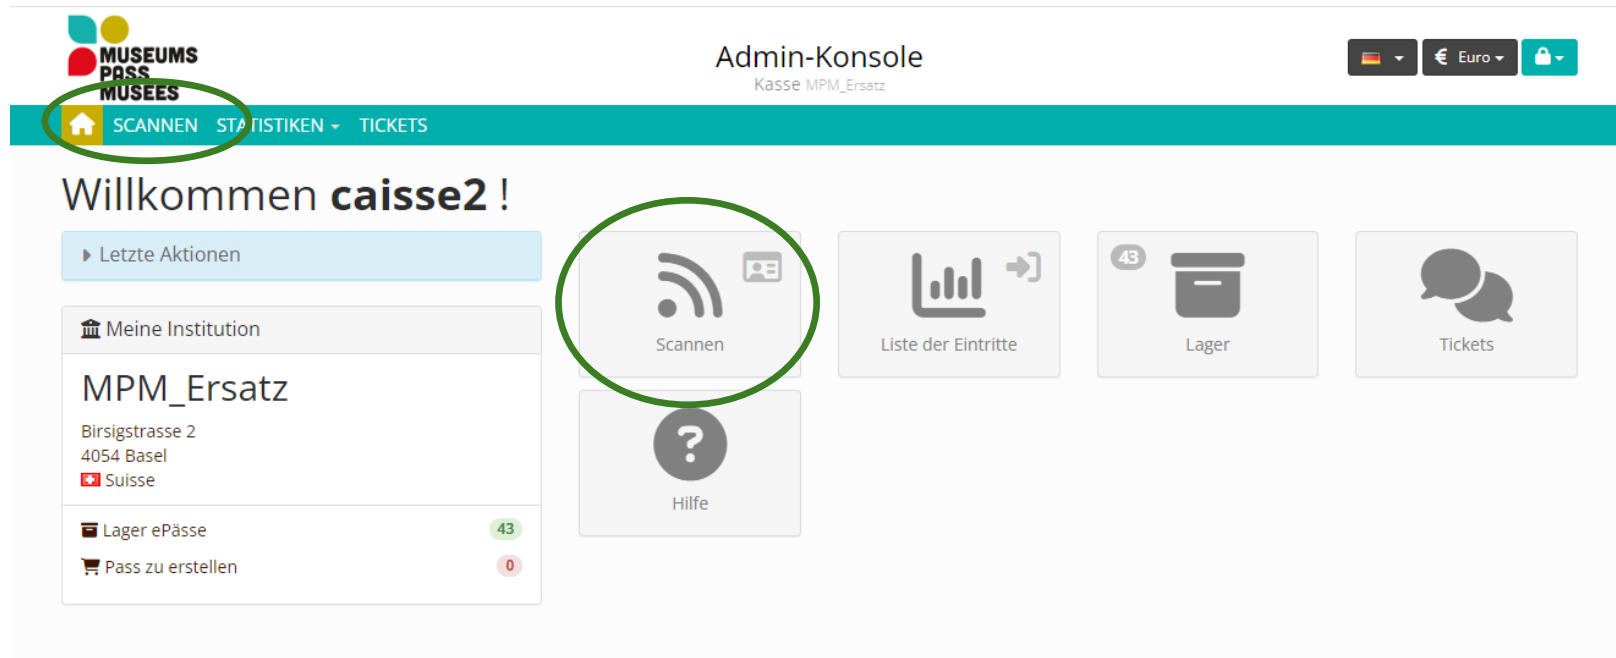 MUSEUMS
PASS
MUSÉES
Admin-Konsole
Kasse MPM_Ersatz
€ Euro
SCANNEN STATISTIKEN TICKETS
Willkommen caisse2 !
Letzte Aktionen
Meine Institution
MPM_Ersatz
Birsigstrasse 2
4054 Basel
Suisse
Lager ePässe 43
Pass zu erstellen 0
Scannen
Liste der Eintritte
43
Lager
Tickets
?
Hilfe